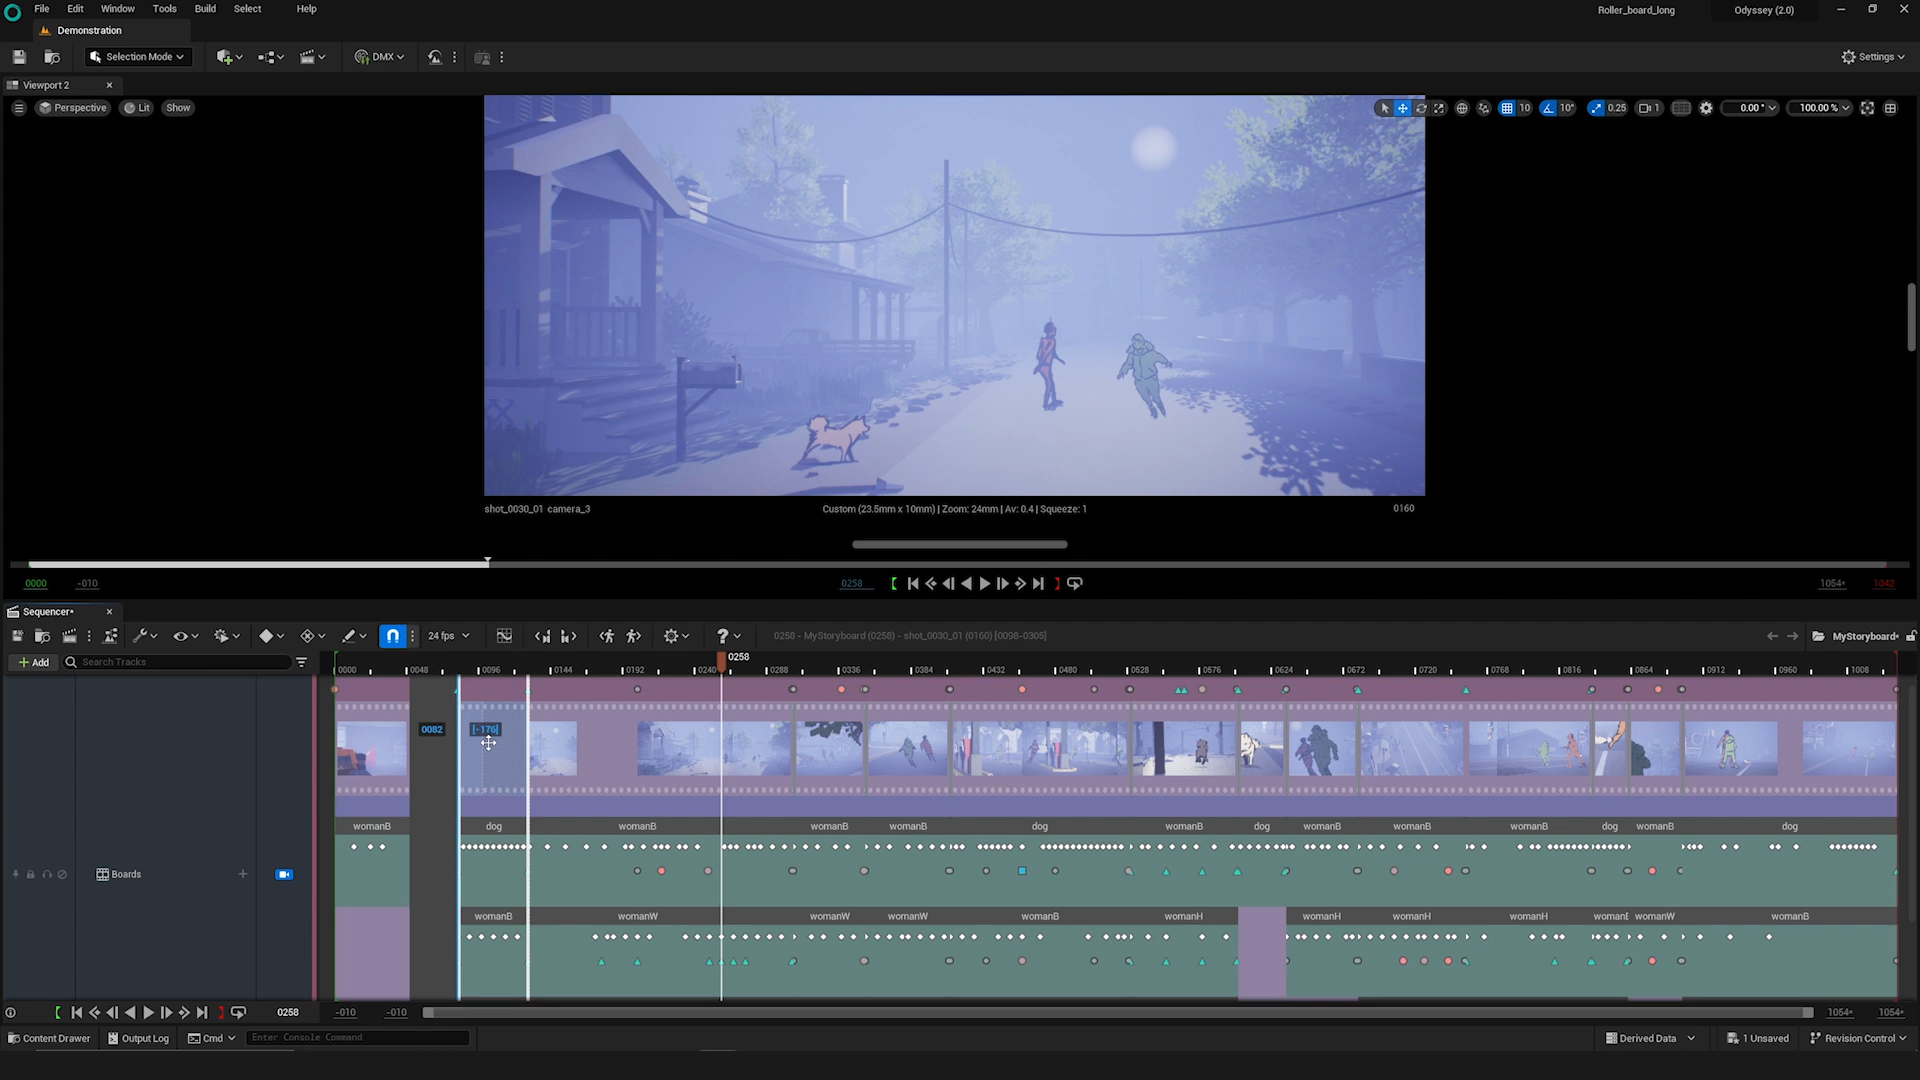 File Edit Window Tools Build Select Help
Roller_board_long Odyssey (2.0)
Demonstration
Selection Mode DMX Settings
Viewport 2
Perspective Lit Show
10 10° 0.25 1 0.00 ° 100.00 %
shot_0030_01 camera_3 Custom (23.5mm x 10mm) | Zoom: 24mm | Av: 0.4 | Squeeze: 1 0160
0000 -010 0258 1054+ 1042
Sequencer*
24 fps 0258 - MyStoryboard (0258) - shot_0030_01 (0160) [0098-0305] MyStoryboard*
+ Add Search Tracks
0258
0000 0048 0096 0144 0192 0240 0288 0336 0384 0432 0480 0528 0576 0624 0672 0720 0768 0816 0864 0912 0960 1008
0082 [-176]
womanB dog womanB womanB womanB dog womanB dog womanB womanB womanB dog womanB dog
Boards
womanB womanW womanW womanW womanB womanH womanH womanH womanH womanE womanW womanB
0258 -010 -010 1054+ 1054+
Content Drawer Output Log Cmd Enter Console Command Derived Data 1 Unsaved Revision Control